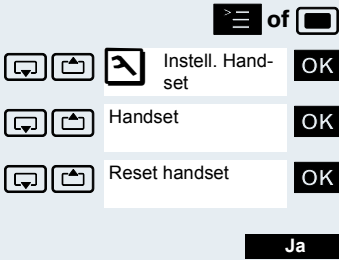 of
Instell. Hand-
set
OK
Handset
OK
Reset handset
OK
Ja